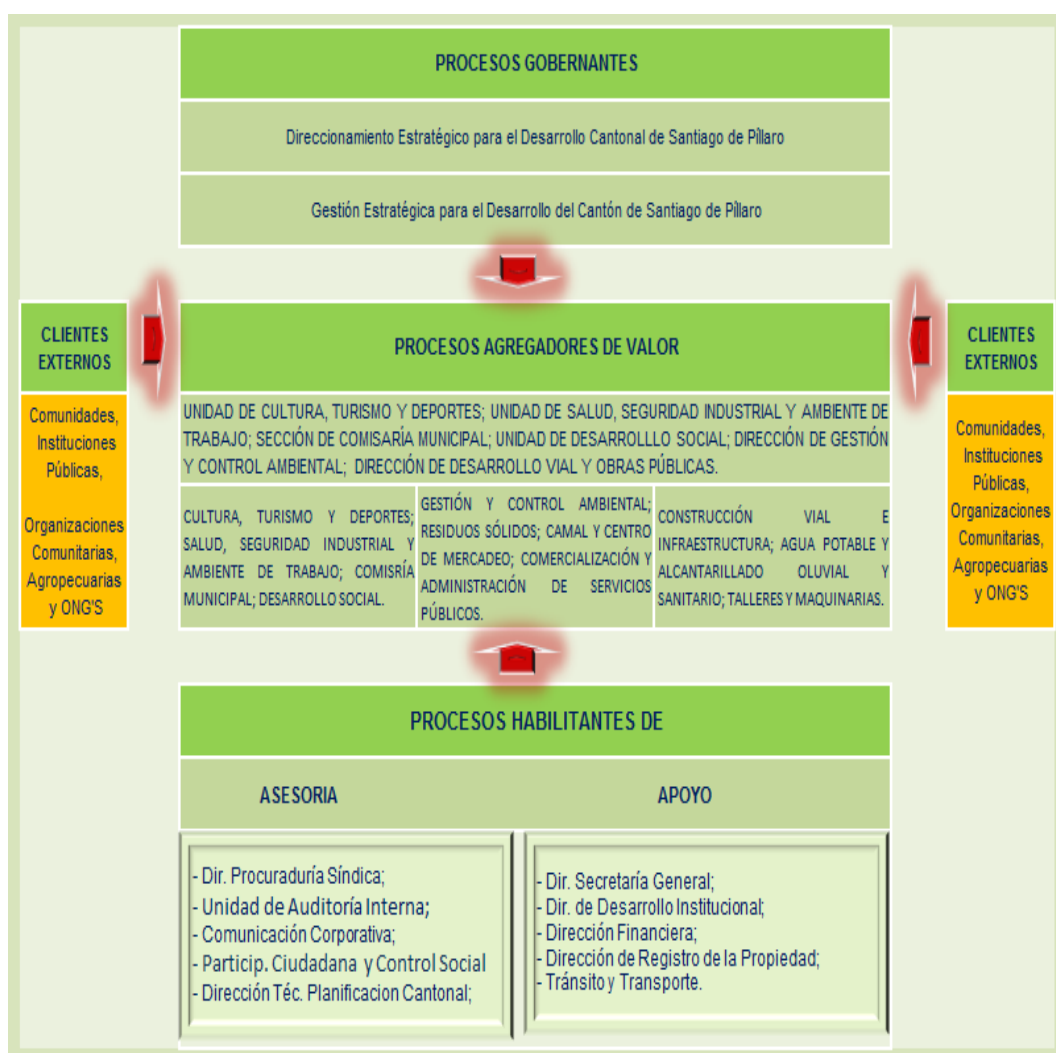 PROCESOS GOBERNANTES
Direccionamiento Estratégico para el Desarrollo Cantonal de Santiago de Píllaro
Gestión Estratégica para el Desarrollo del Cantón de Santiago de Píllaro
CLIENTES
EXTERNOS
Comunidades,
Instituciones
Públicas,
Organizaciones
Comunitarias,
Agropecuarias
y ONG'S
PROCESOS AGREGADORES DE VALOR
UNIDAD DE CULTURA, TURISMO Y DEPORTES; UNIDAD DE SALUD, SEGURIDAD INDUSTRIAL Y AMBIENTE DE
TRABAJO; SECCIÓN DE COMISARÍA MUNICIPAL; UNIDAD DE DESARROLLLO SOCIAL; DIRECCIÓN DE GESTIÓN
Y CONTROL AMBIENTAL; DIRECCIÓN DE DESARROLLO VIAL Y OBRAS PÚBLICAS.
CULTURA, TURISMO Y DEPORTES;
SALUD, SEGURIDAD INDUSTRIAL Y
AMBIENTE DE TRABAJO; COMISRÍA
MUNICIPAL; DESARROLLO SOCIAL.
GESTIÓN Y CONTROL AMBIENTAL;
RESIDUOS SÓLIDOS; CAMAL Y CENTRO
DE MERCADEO; COMERCIALIZACIÓN Y
ADMINISTRACIÓN DE SERVICIOS
PÚBLICOS.
CONSTRUCCIÓN VIAL E
INFRAESTRUCTURA; AGUA POTABLE Y
ALCANTARILLADO OLUVIAL Y
SANITARIO; TALLERES Y MAQUINARIAS.
CLIENTES
EXTERNOS
Comunidades,
Instituciones
Públicas,
Organizaciones
Comunitarias,
Agropecuarias
y ONG'S
PROCESOS HABILITANTES DE
ASESORIA
- Dir. Procuraduría Síndica;
- Unidad de Auditoría Interna;
- Comunicación Corporativa;
- Particip. Ciudadana y Control Social
- Dirección Téc. Planificacion Cantonal;
APOYO
- Dir. Secretaría General;
- Dir. de Desarrollo Institucional;
- Dirección Financiera;
- Dirección de Registro de la Propiedad;
- Tránsito y Transporte.